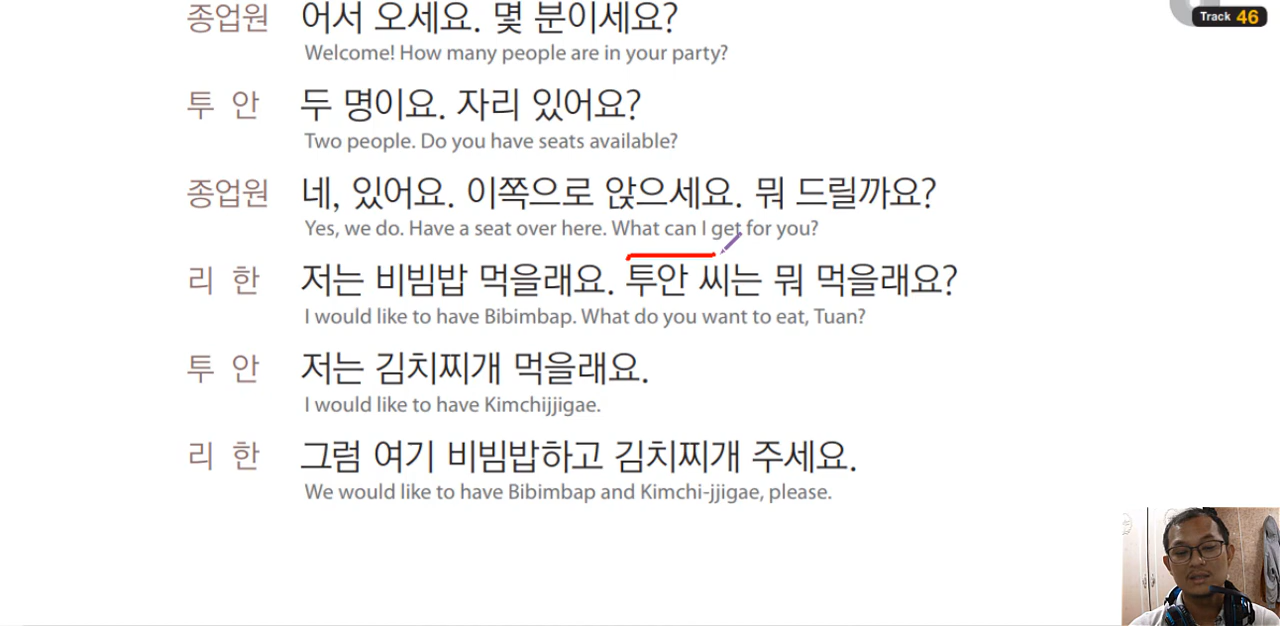 Track 46
종업원 어서 오세요. 몇 분이세요?
Welcome! How many people are in your party?
투 안 두 명이요. 자리 있어요?
Two people. Do you have seats available?
종업원 네, 있어요. 이쪽으로 앉으세요. 뭐 드릴까요?
Yes, we do. Have a seat over here. What can I get for you?
리 한 저는 비빔밥 먹을래요. 투안 씨는 뭐 먹을래요?
I would like to have Bibimbap. What do you want to eat, Tuan?
투 안 저는 김치찌개 먹을래요.
I would like to have Kimchijjigae.
리 한 그럼 여기 비빔밥하고 김치찌개 주세요.
We would like to have Bibimbap and Kimchi-jjigae, please.